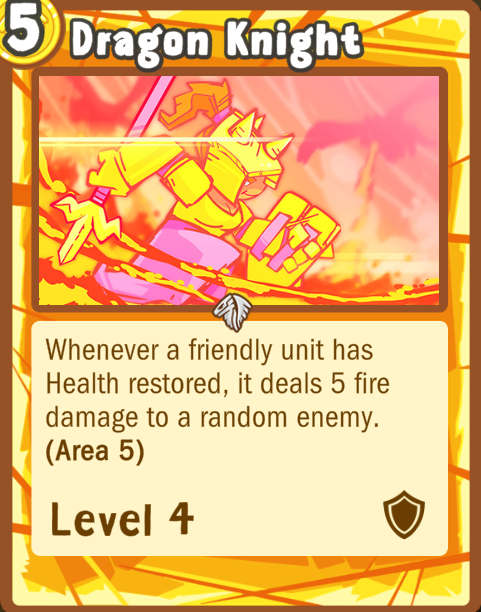 5
Dragon Knight
Whenever a friendly unit has
Health restored, it deals 5 fire
damage to a random enemy.
(Area 5)
Level 4